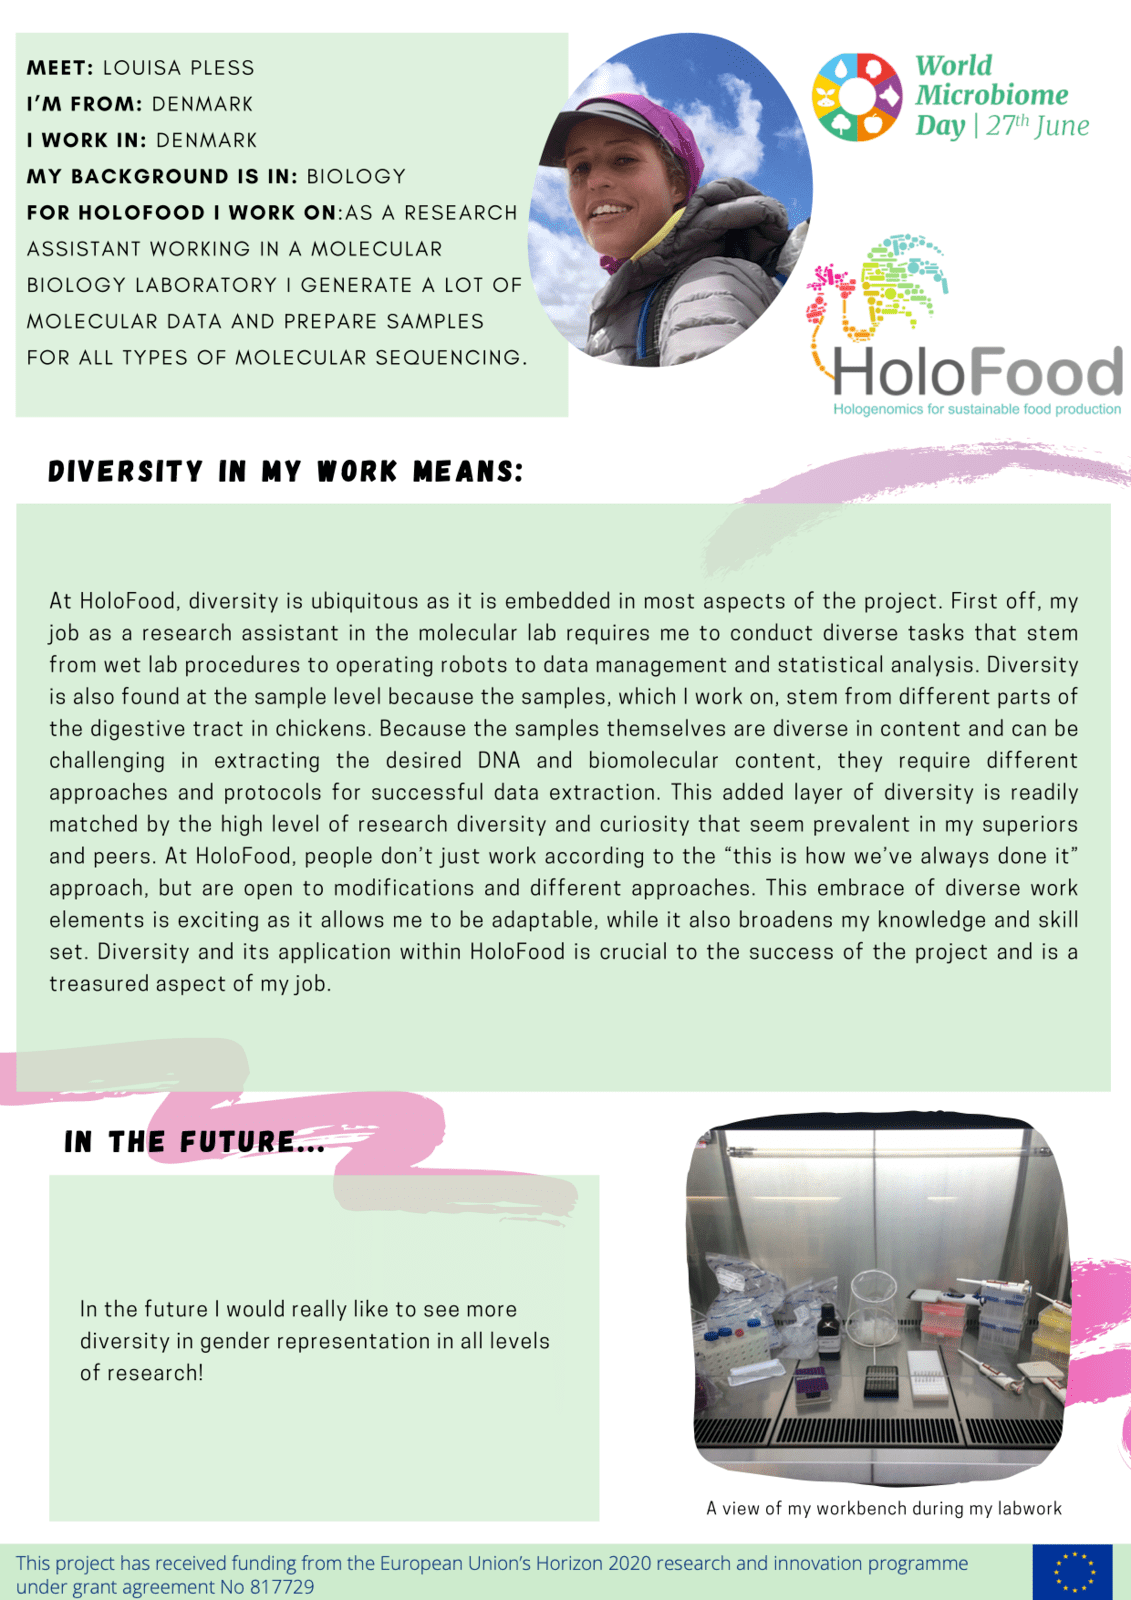 MEET: LOUISA PLESS
I'M FROM: DENMARK
I WORK IN: DENMARK
MY BACKGROUND IS IN: BIOLOGY
FOR HOLOFOOD I WORK ON:AS A RESEARCH
ASSISTANT WORKING IN A MOLECULAR
BIOLOGY LABORATORY I GENERATE A LOT OF
MOLECULAR DATA AND PREPARE SAMPLES
FOR ALL TYPES OF MOLECULAR SEQUENCING.
World
Microbiome
Day | 27th June
HoloFood
Hologenomics for sustainable food production
DIVERSITY IN MY WORK MEANS:
At HoloFood, diversity is ubiquitous as it is embedded in most aspects of the project. First off, my
job as a research assistant in the molecular lab requires me to conduct diverse tasks that stem
from wet lab procedures to operating robots to data management and statistical analysis. Diversity
is also found at the sample level because the samples, which I work on, stem from different parts of
the digestive tract in chickens. Because the samples themselves are diverse in content and can be
challenging in extracting the desired DNA and biomolecular content, they require different
approaches and protocols for successful data extraction. This added layer of diversity is readily
matched by the high level of research diversity and curiosity that seem prevalent in my superiors
and peers. At HoloFood, people don't just work according to the “this is how we've always done it”
approach, but are open to modifications and different approaches. This embrace of diverse work
elements is exciting as it allows me to be adaptable, while it also broadens my knowledge and skill
set. Diversity and its application within HoloFood is crucial to the success of the project and is a
treasured aspect of my job.
IN THE FUTURE...
In the future I would really like to see more
diversity in gender representation in all levels
of research!
A view of my workbench during my labwork
This project has received funding from the European Union's Horizon 2020 research and innovation programme
under grant agreement No 817729